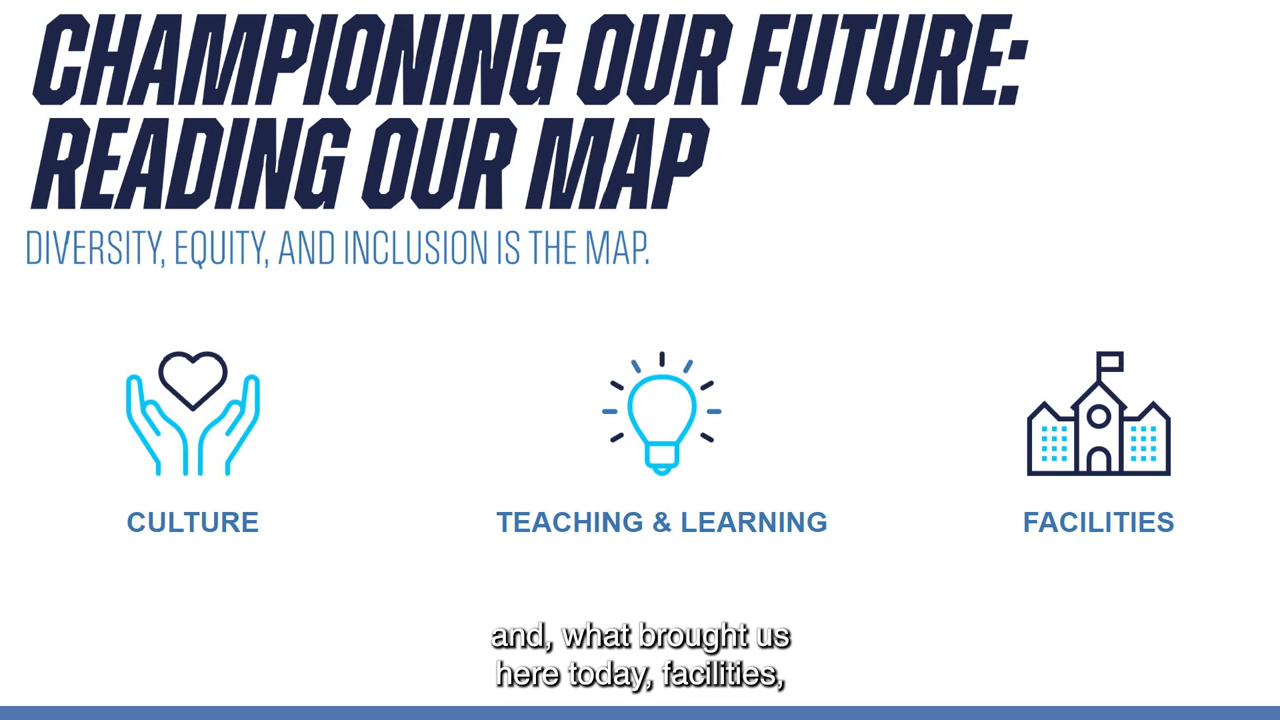 CHAMPIONING OUR FUTURE:
READING OUR MAP
DIVERSITY, EQUITY, AND INCLUSION IS THE MAP.
CULTURE
TEACHING & LEARNING
FACILITIES
and, what brought us
here today, facilities,